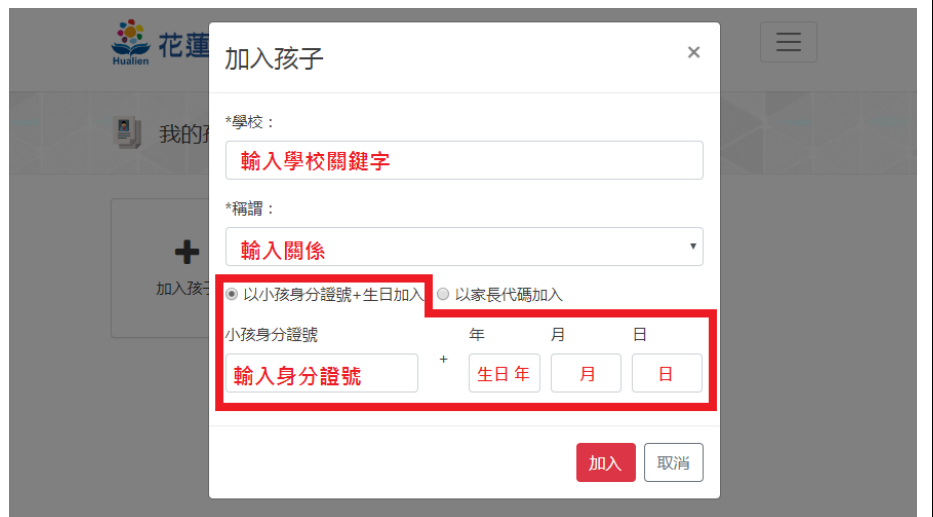 Hualien
花蓮
加入孩子
×
我的
*學校：
輸入學校關鍵字
*稱謂：
輸入關係
加入孩子
以小孩身分證號+生日加入
以家長代碼加入
小孩身分證號
年
月
日
輸入身分證號
+
生日 年
月
日
加入
取消